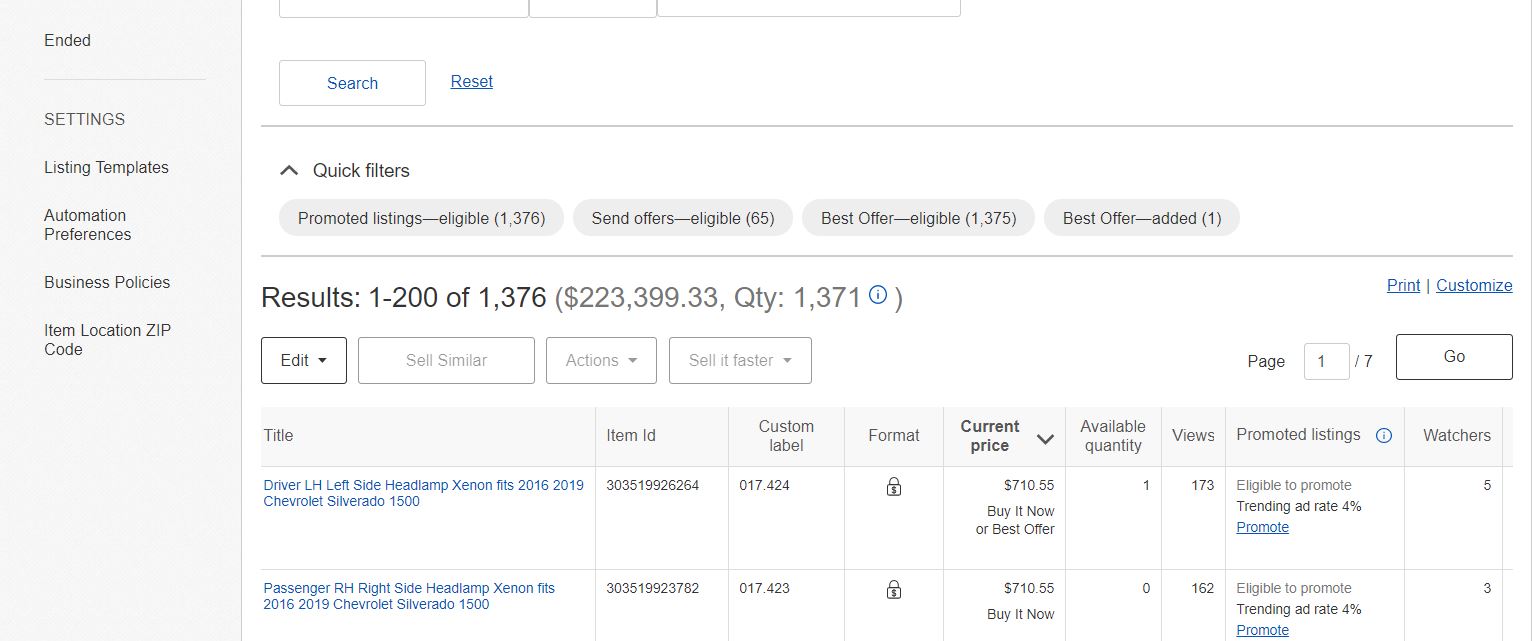 Ended
SETTINGS
Listing Templates
Automation
Preferences
Business Policies
Item Location ZIP
Code
Search Reset
Quick filters
Promoted listings—eligible (1,376) Send offers—eligible (65) Best Offer—eligible (1,375) Best Offer—added (1)
Results: 1-200 of 1,376 ($223,399.33, Qty: 1,371 )
Print | Customize
Edit Sell Similar Actions Sell it faster Page 1 / 7 Go
Title Item Id Custom label Format Current price Available quantity Views Promoted listings Watchers
Driver LH Left Side Headlamp Xenon fits 2016 2019 303519926264 017.424 $710.55 1 173 Eligible to promote 5
Chevrolet Silverado 1500 Buy It Now Trending ad rate 4%
or Best Offer Promote
Passenger RH Right Side Headlamp Xenon fits 303519923782 017.423 $710.55 0 162 Eligible to promote 3
2016 2019 Chevrolet Silverado 1500 Buy It Now Trending ad rate 4%
Promote